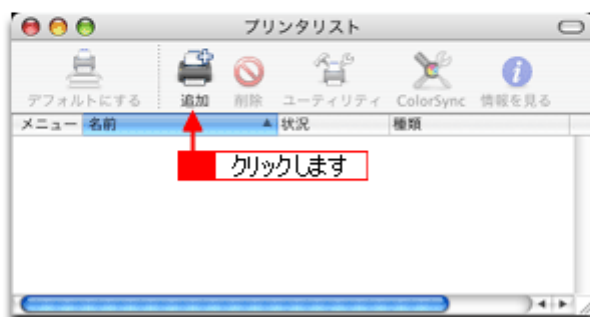 プリンタリスト
デフォルトにする 追加 削除 ユーティリティ ColorSync 情報を見る
メニュー 名前 状況 種類
クリックします